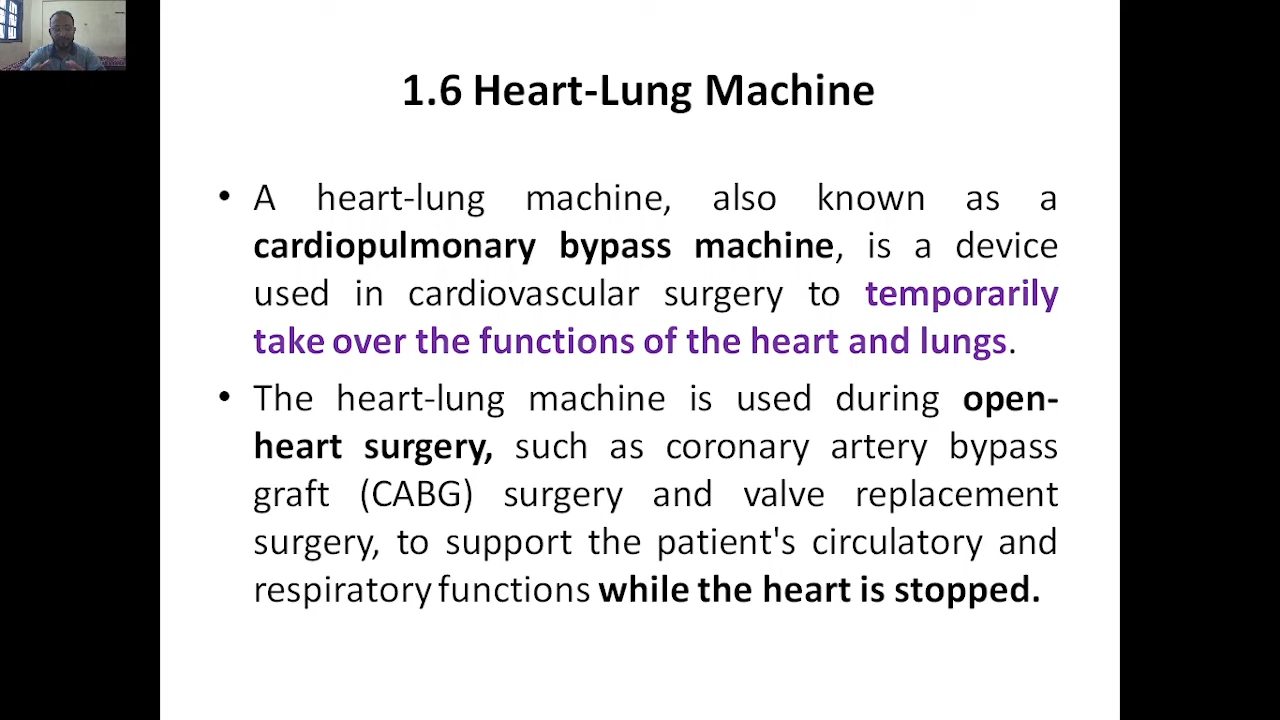 1.6 Heart-Lung Machine
• A heart-lung machine, also known as a
cardiopulmonary bypass machine, is a device
used in cardiovascular surgery to temporarily
take over the functions of the heart and lungs.
• The heart-lung machine is used during open-
heart surgery, such as coronary artery bypass
graft (CABG) surgery and valve replacement
surgery, to support the patient's circulatory and
respiratory functions while the heart is stopped.